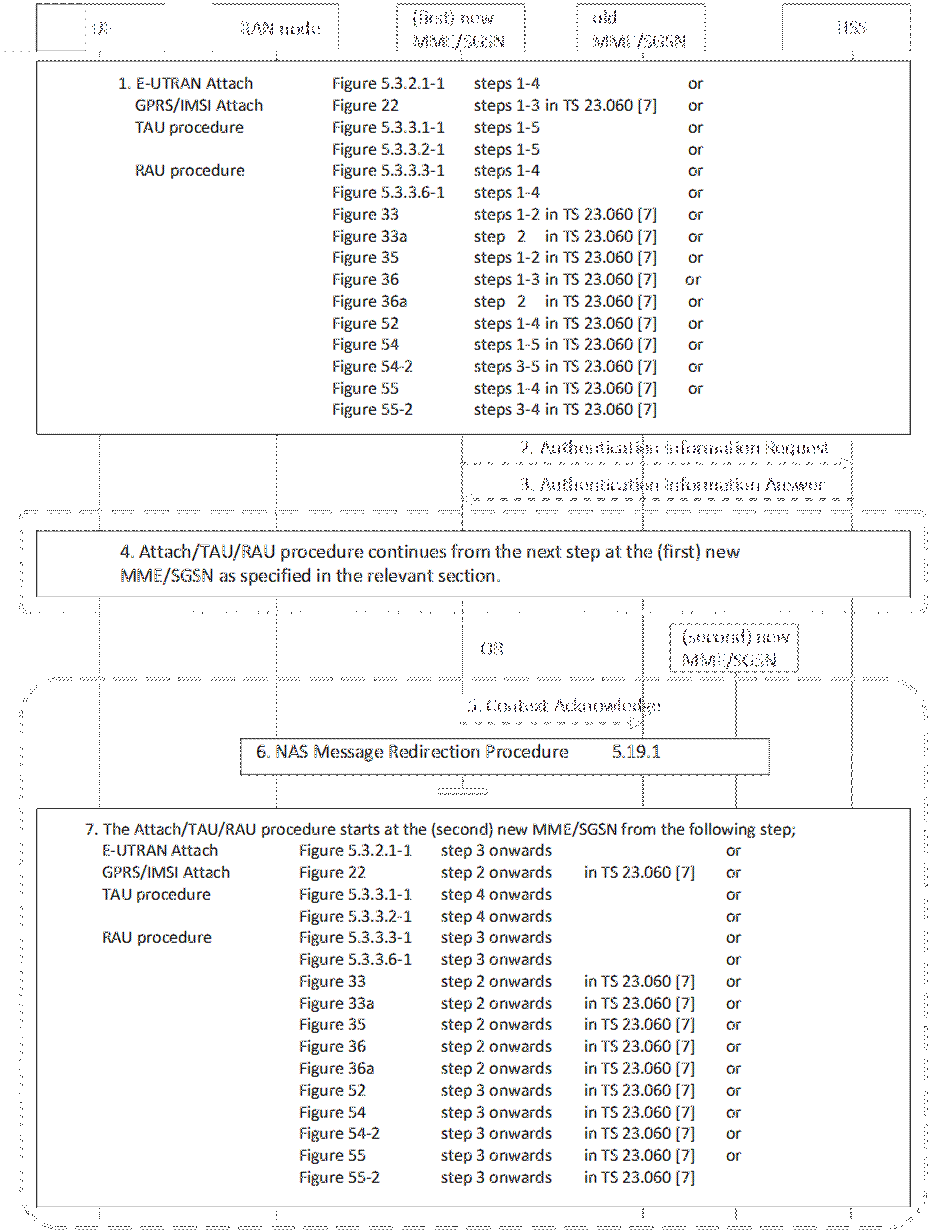 UE RAN node (first) new old HSS
MME/SGSN MME/SGSN
1. E-UTRAN Attach Figure 5.3.2.1-1 steps 1-4 or
GPRS/IMSI Attach Figure 22 steps 1-3 in TS 23.060 [7] or
TAU procedure Figure 5.3.3.1-1 steps 1-5 or
Figure 5.3.3.2-1 steps 1-5 or
RAU procedure Figure 5.3.3.3-1 steps 1-4 or
Figure 5.3.3.6-1 steps 1-4 or
Figure 33 steps 1-2 in TS 23.060 [7] or
Figure 33a step 2 in TS 23.060 [7] or
Figure 35 steps 1-2 in TS 23.060 [7] or
Figure 36 steps 1-3 in TS 23.060 [7] or
Figure 36a step 2 in TS 23.060 [7] or
Figure 52 steps 1-4 in TS 23.060 [7] or
Figure 54 steps 1-5 in TS 23.060 [7] or
Figure 54-2 steps 3-5 in TS 23.060 [7] or
Figure 55 steps 1-4 in TS 23.060 [7] or
Figure 55-2 steps 3-4 in TS 23.060 [7]
2. Authentication Information Request
3. Authentication Information Answer
4. Attach/TAU/RAU procedure continues from the next step at the (first) new
MME/SGSN as specified in the relevant section.
OR
(second) new
MME/SGSN
5. Context Acknowledge
6. NAS Message Redirection Procedure 5.19.1
7. The Attach/TAU/RAU procedure starts at the (second) new MME/SGSN from the following step;
E-UTRAN Attach Figure 5.3.2.1-1 step 3 onwards or
GPRS/IMSI Attach Figure 22 step 2 onwards in TS 23.060 [7] or
TAU procedure Figure 5.3.3.1-1 step 4 onwards or
Figure 5.3.3.2-1 step 4 onwards or
RAU procedure Figure 5.3.3.3-1 step 3 onwards or
Figure 5.3.3.6-1 step 3 onwards or
Figure 33 step 2 onwards in TS 23.060 [7] or
Figure 33a step 2 onwards in TS 23.060 [7] or
Figure 35 step 2 onwards in TS 23.060 [7] or
Figure 36 step 2 onwards in TS 23.060 [7] or
Figure 36a step 2 onwards in TS 23.060 [7] or
Figure 52 step 3 onwards in TS 23.060 [7] or
Figure 54 step 3 onwards in TS 23.060 [7] or
Figure 54-2 step 3 onwards in TS 23.060 [7] or
Figure 55 step 3 onwards in TS 23.060 [7] or
Figure 55-2 step 3 onwards in TS 23.060 [7]